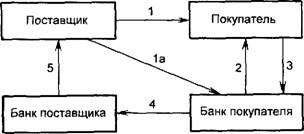 Поставщик
1
Покупатель
1а
5
2
3
Банк поставщика
4
Банк покупателя